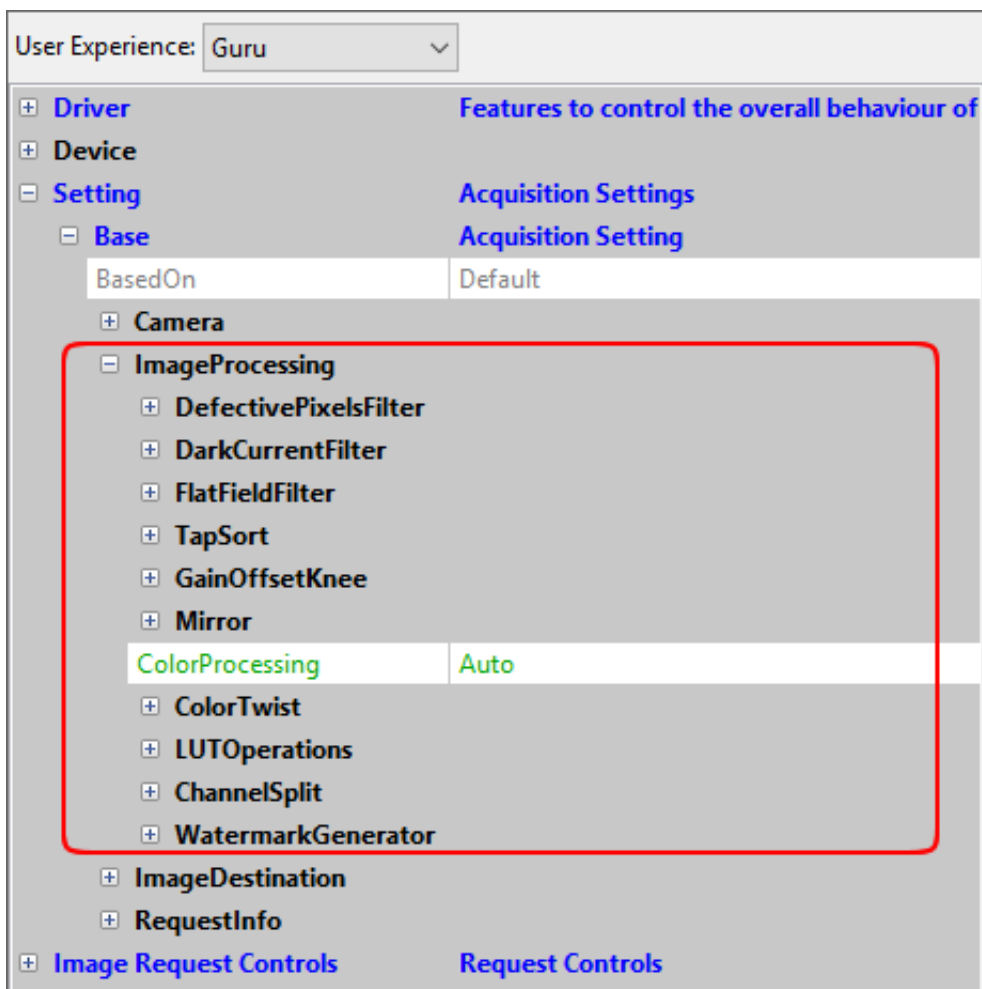 User Experience: Guru
Driver Features to control the overall behaviour of
Device
Setting Acquisition Settings
Base Acquisition Setting
BasedOn Default
Camera
ImageProcessing
DefectivePixelsFilter
DarkCurrentFilter
FlatFieldFilter
TapSort
GainOffsetKnee
Mirror
ColorProcessing Auto
ColorTwist
LUTOperations
ChannelSplit
WatermarkGenerator
ImageDestination
RequestInfo
Image Request Controls Request Controls